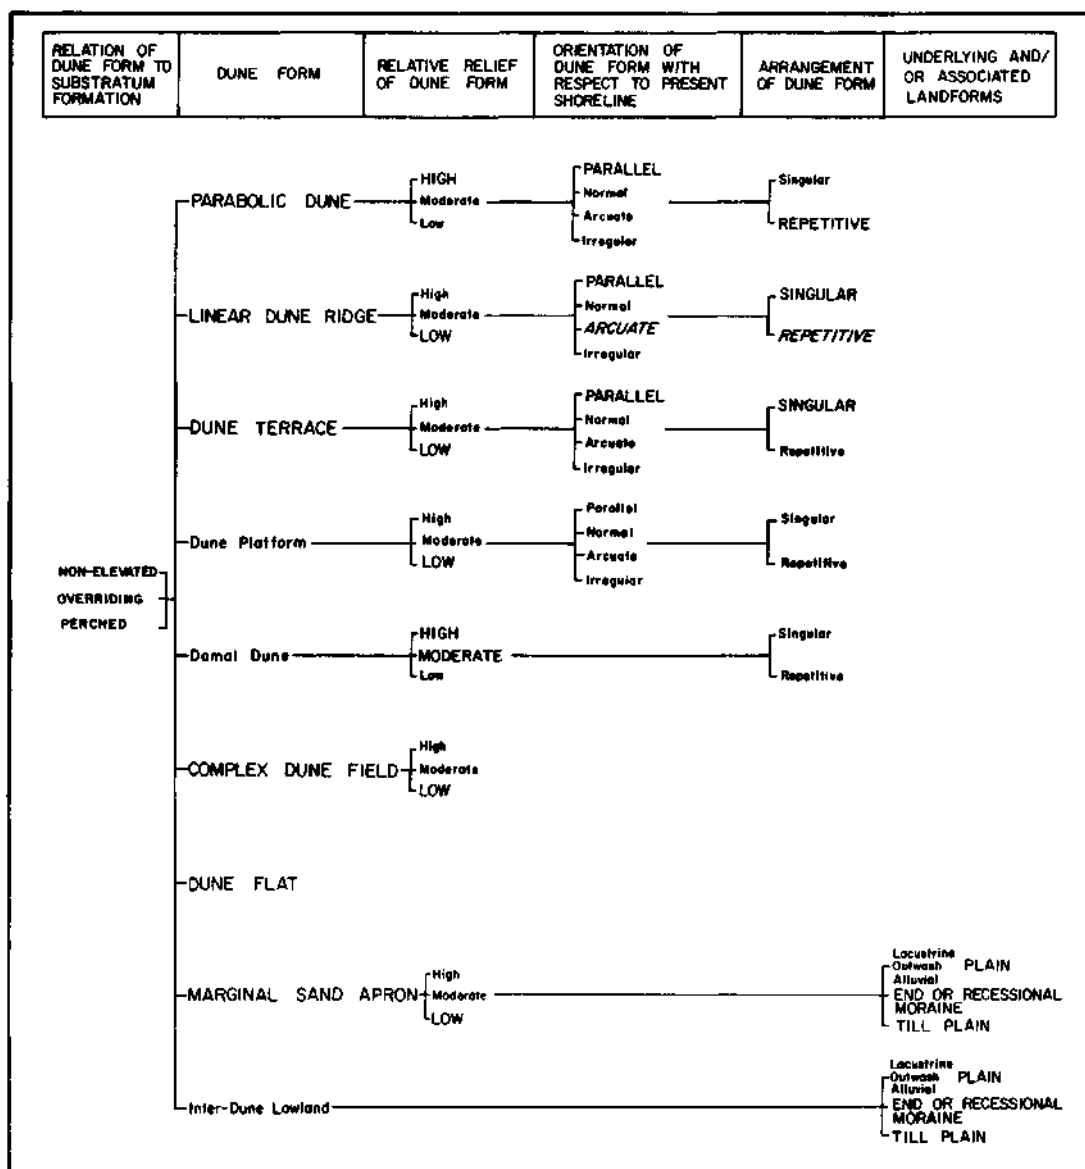 RELATION OF
DUNE FORM TO
SUBSTRATUM
FORMATION
DUNE FORM
RELATIVE RELIEF
OF DUNE FORM
ORIENTATION OF
DUNE FORM WITH
RESPECT TO PRESENT
SHORELINE
ARRANGEMENT
OF DUNE FORM
UNDERLYING AND/
OR ASSOCIATED
LANDFORMS
NON-ELEVATED
OVERRIDING
PERCHED
PARABOLIC DUNE
HIGH
Moderate
Low
PARALLEL
Normal
Arcuate
Irregular
Singular
REPETITIVE
LINEAR DUNE RIDGE
High
Moderate
LOW
PARALLEL
Normal
ARCUATE
Irregular
SINGULAR
REPETITIVE
DUNE TERRACE
High
Moderate
LOW
PARALLEL
Normal
Arcuate
Irregular
SINGULAR
Repetitive
Dune Platform
High
Moderate
LOW
Parallel
Normal
Arcuate
Irregular
Singular
Repetitive
Domal Dune
HIGH
MODERATE
Low
Singular
Repetitive
COMPLEX DUNE FIELD
High
Moderate
LOW
DUNE FLAT
MARGINAL SAND APRON
High
Moderate
LOW
Lacustrine
Outwash PLAIN
Alluvial
END OR RECESSIONAL
MORAINE
TILL PLAIN
Inter-Dune Lowland
Lacustrine
Outwash PLAIN
Alluvial
END OR RECESSIONAL
MORAINE
TILL PLAIN